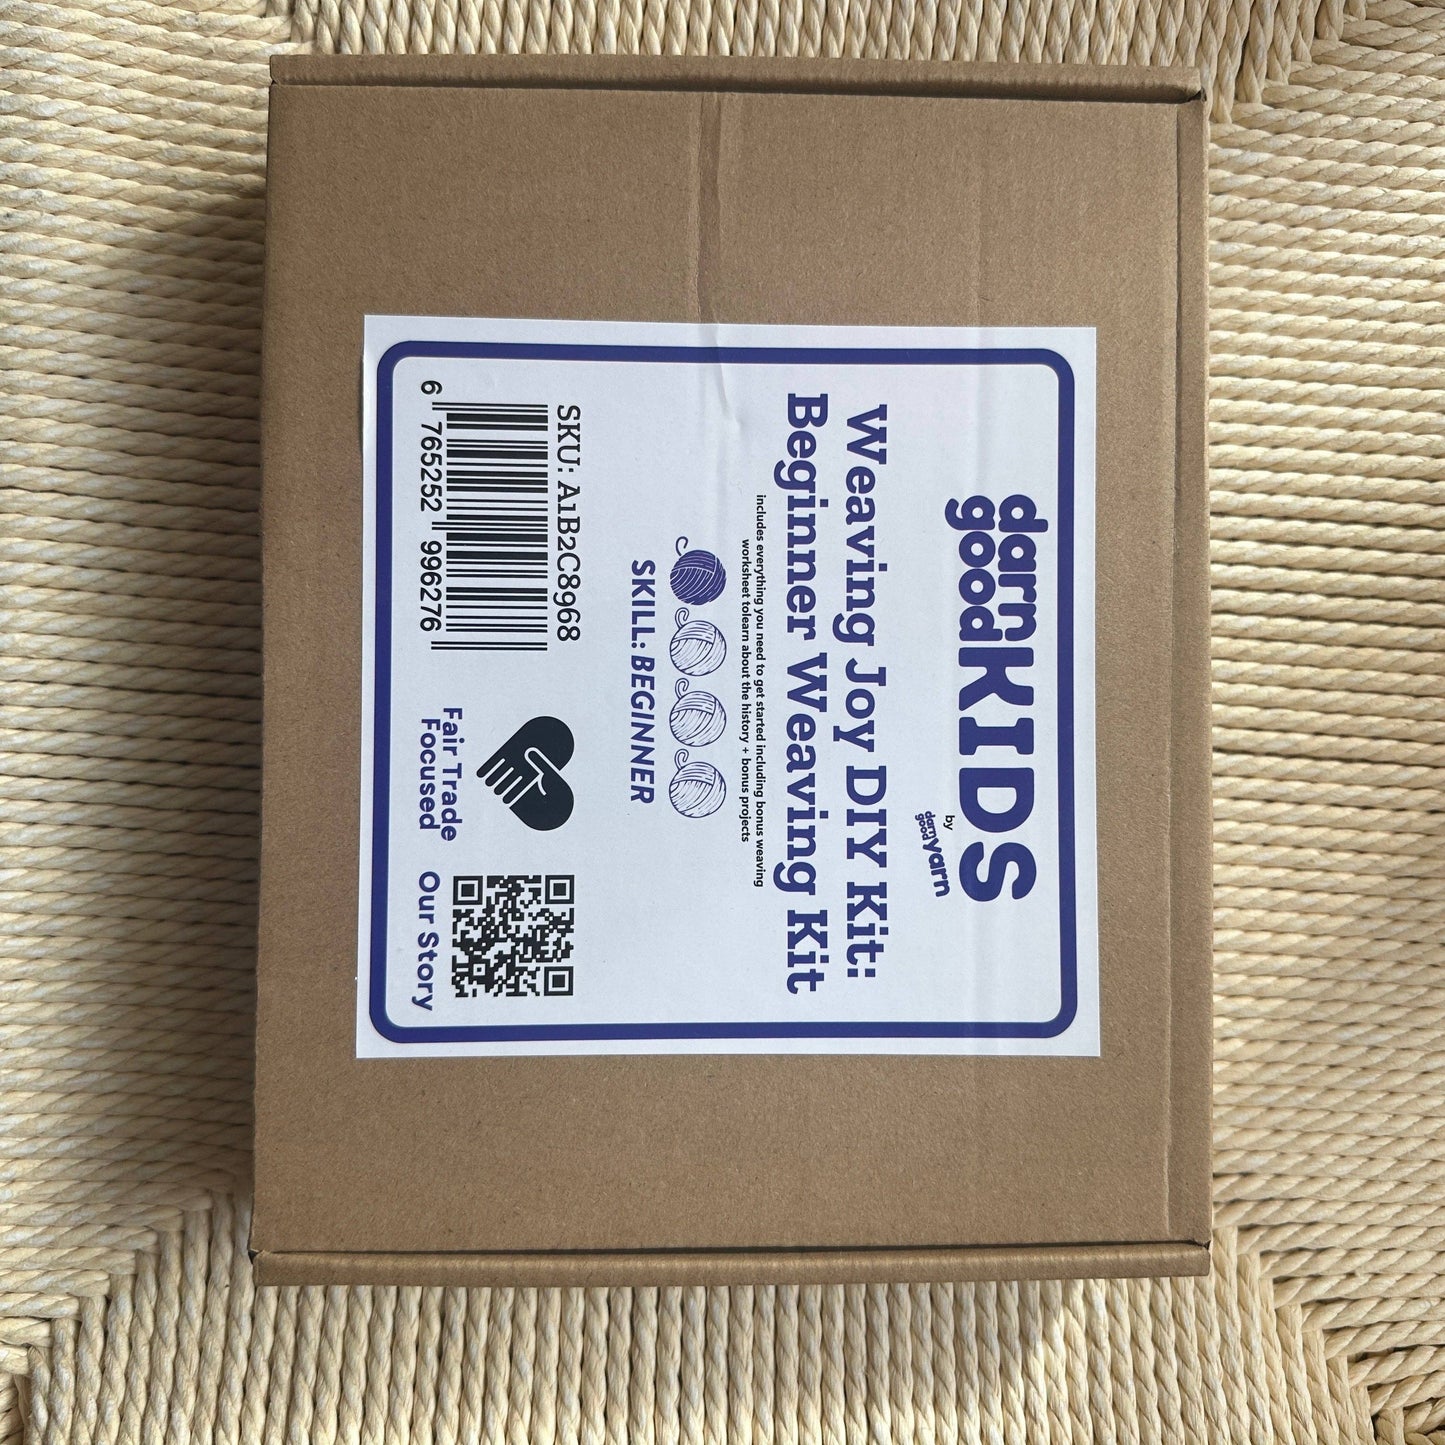 darn
good
KIDS
by
darn
good
yarn
Weaving Joy DIY Kit:
Beginner Weaving Kit
includes everything you need to get started including bonus weaving
worksheet tolearn about the history + bonus projects
SKILL: BEGINNER
SKU: A1B2C8968
6 765252 996276
Fair Trade
Focused
Our Story